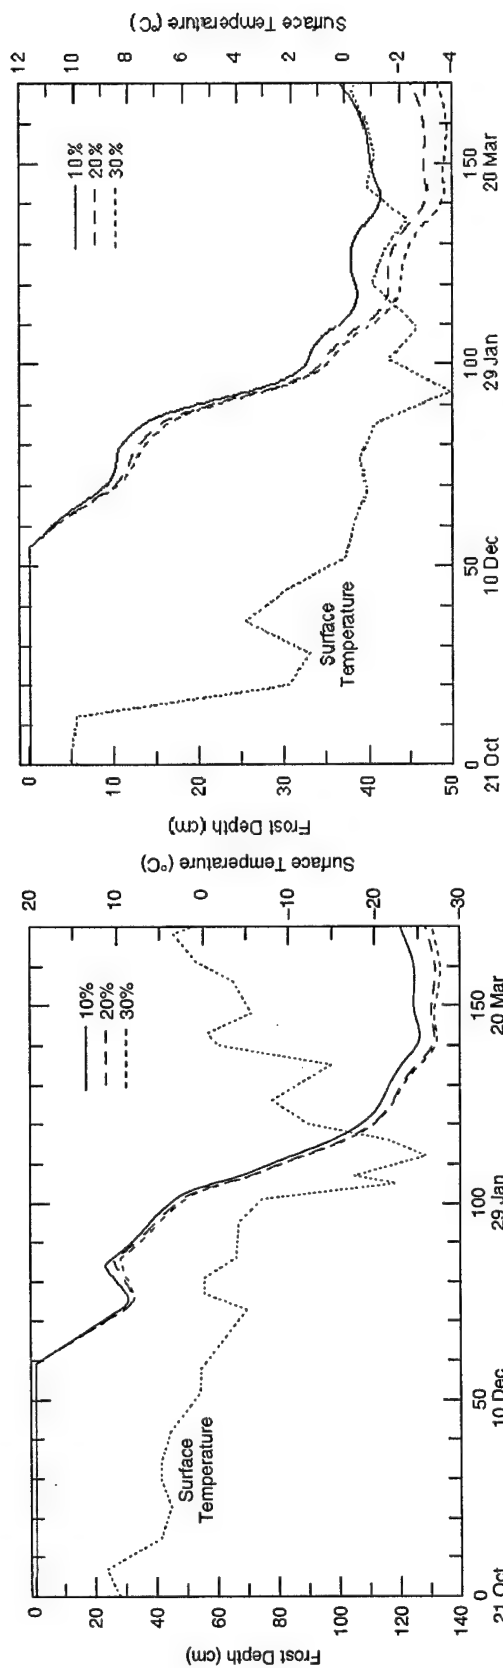 Frost Depth (cm)
0
20
40
60
80
100
120
140
10%
20%
30%
Surface
Temperature
20
10
0
–10
–20
–30
Surface Temperature (°C)
0 50 100 150
21 Oct 10 Dec 29 Jan 20 Mar
Frost Depth (cm)
0
10
20
30
40
50
10%
20%
30%
Surface
Temperature
12
10
8
6
4
2
0
–2
–4
Surface Temperature (°C)
0 50 100 150
21 Oct 10 Dec 29 Jan 20 Mar